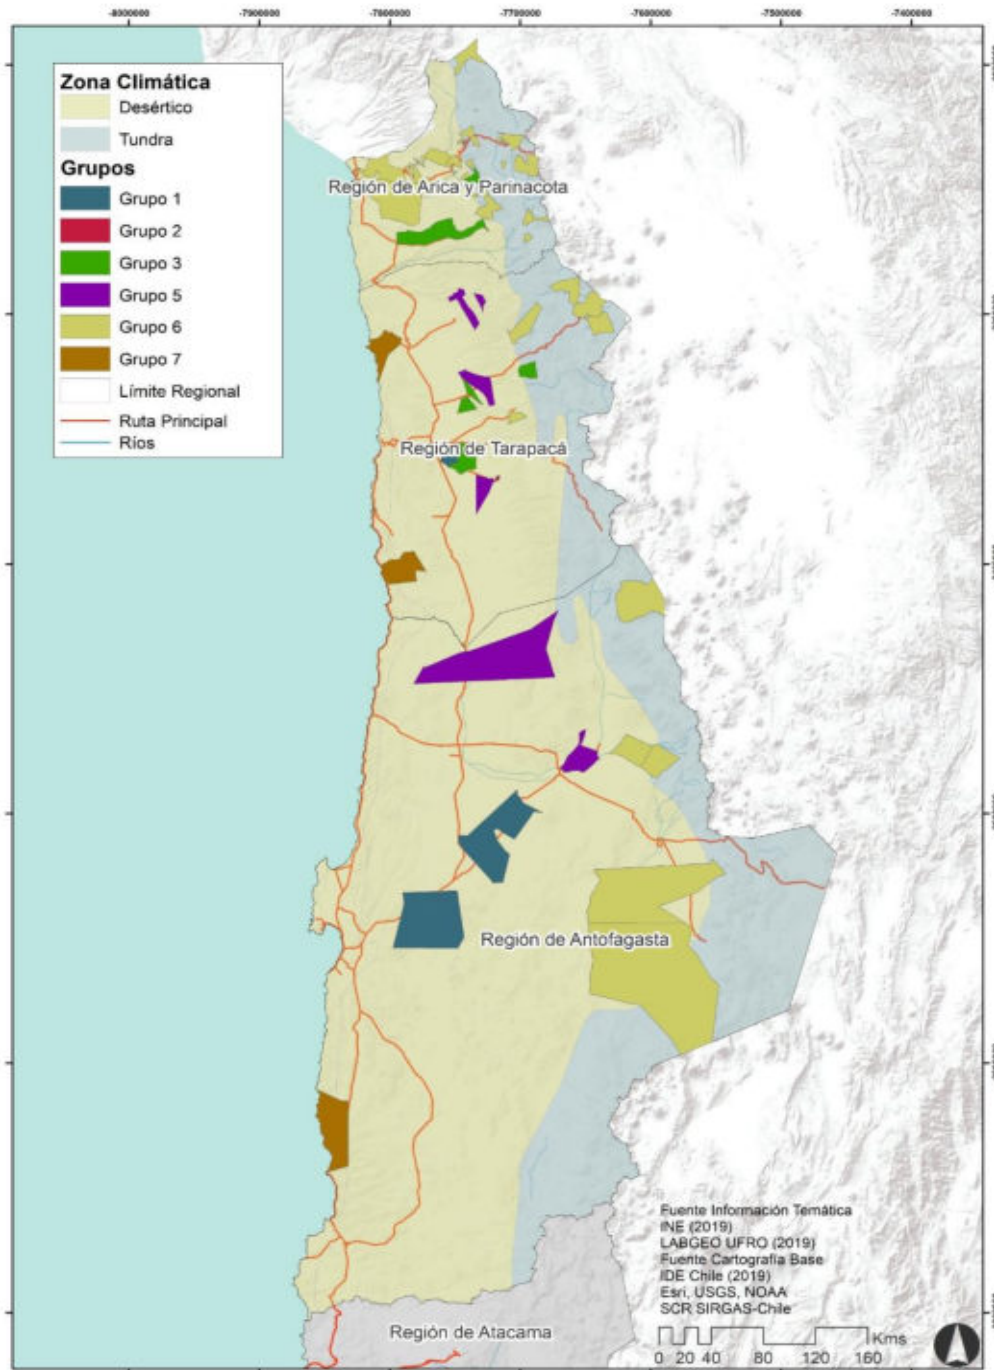 -8000000 -7900000 -7800000 -7700000 -7600000 -7500000 -7400000
Zona Climática
Desértico
Tundra
Grupos
Grupo 1
Grupo 2
Grupo 3
Grupo 5
Grupo 6
Grupo 7
Límite Regional
Ruta Principal
Ríos
Región de Arica y Parinacota
Región de Tarapacá
Región de Antofagasta
Región de Atacama
Fuente Información Temática
INE (2019)
LABGEO UFRO (2019)
Fuente Cartografía Base
IDE Chile (2019)
Esri, USGS, NOAA
SCR SIRGAS-Chile
Kms
0 20 40 80 120 160